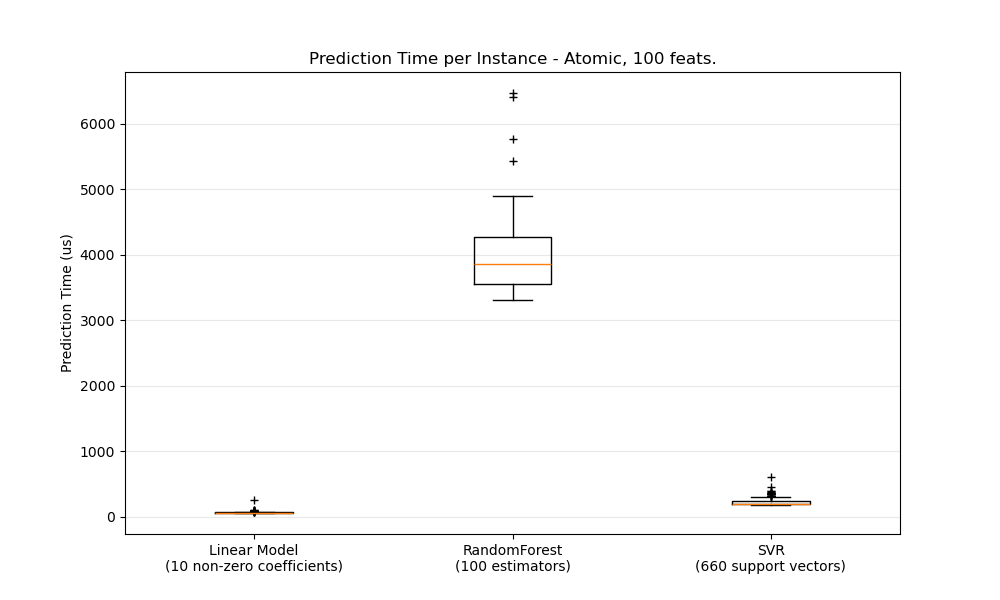 Prediction Time per Instance - Atomic, 100 feats.
Prediction Time (us)
6000
5000
4000
3000
2000
1000
0
Linear Model
(10 non-zero coefficients)
RandomForest
(100 estimators)
SVR
(660 support vectors)